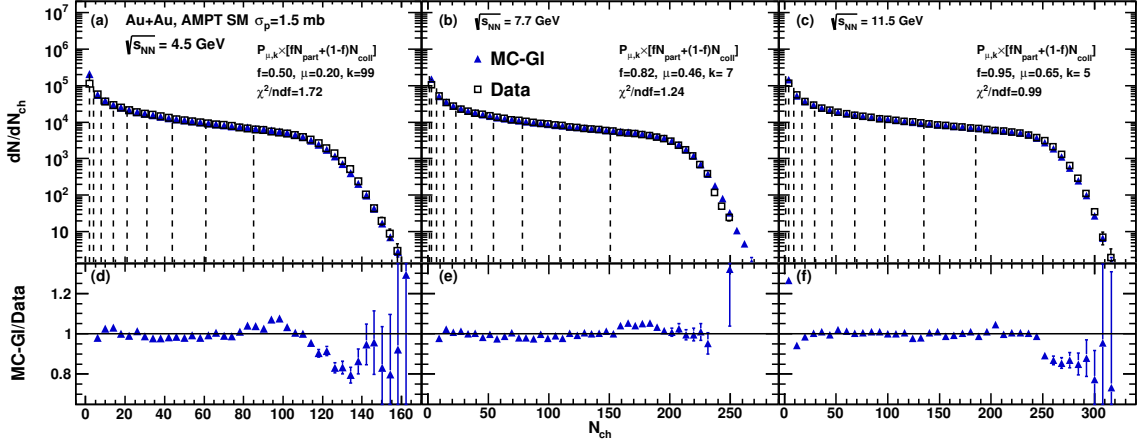 (a) Au+Au, AMPT SM σp=1.5 mb
√sNN = 4.5 GeV
Pμ,k×[fNpart+(1-f)Ncoll]
f=0.50, μ=0.20, k=99
χ²/ndf=1.72
(b) √sNN = 7.7 GeV
Pμ,k×[fNpart+(1-f)Ncoll]
f=0.82, μ=0.46, k= 7
χ²/ndf=1.24
MC-Gl
Data
(c) √sNN = 11.5 GeV
Pμ,k×[fNpart+(1-f)Ncoll]
f=0.95, μ=0.65, k= 5
χ²/ndf=0.99
dN/dNch
10⁷
10⁶
10⁵
10⁴
10³
10²
10
(d) (e) (f)
MC-Gl/Data
1.2
1
0.8
0 20 40 60 80 100 120 140 160
0 50 100 150 200 250
0 50 100 150 200 250 300
Nch